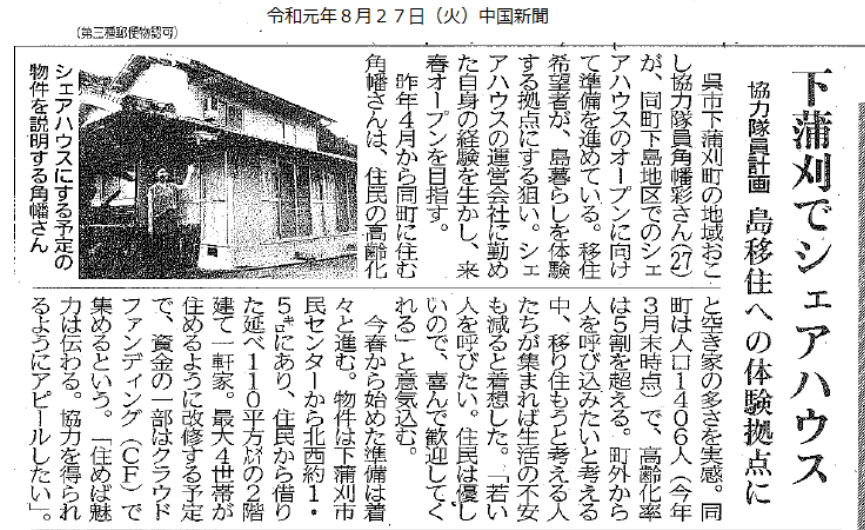 令和元年８月２７日（火）中国新聞
（第三種郵便物認可）
下蒲刈でシェアハウス
協力隊員計画 島移住への体験拠点に
呉市下蒲刈町の地域おこ
し協力隊員角幡彩さん(27)
が、同町下島地区でのシェ
アハウスのオープンに向け
て準備を進めている。移住
希望者が、島暮らしを体験
する拠点にする狙い。シェ
アハウスの運営会社に勤め
た自身の経験を生かし、来
春オープンを目指す。
昨年４月から同町に住む
角幡さんは、住民の高齢化
シェアハウスにする予定の
物件を説明する角幡さん
と空き家の多さを実感。同
町は人口１４０６人（今年
３月末時点）で、高齢化率
は５割を超える。町外から
人を呼び込みたいと考える
中、移り住もうと考える人
たちが集まれば生活の不安
も減ると着想した。「若い
人を呼びたい。住民は優し
いので、喜んで歓迎してく
れる」と意気込む。
今春から始めた準備は着
々と進む。物件は下蒲刈市
民センターから北西約１・
５㌔にあり、住民から借り
た延べ１１０平方㍍の２階
建て一軒家。最大４世帯が
住めるように改修する予定
で、資金の一部はクラウド
ファンディング（ＣＦ）で
集めるという。「住めば魅
力は伝わる。協力を得られ
るようにアピールしたい」。